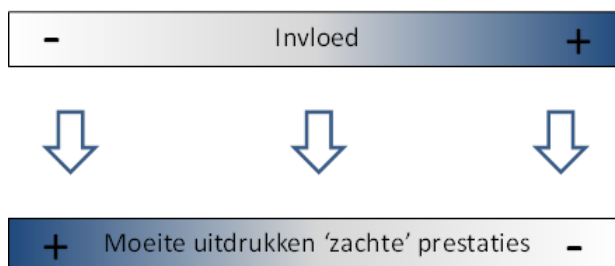 - Invloed +
+ Moeite uitdrukken ‘zachte’ prestaties -